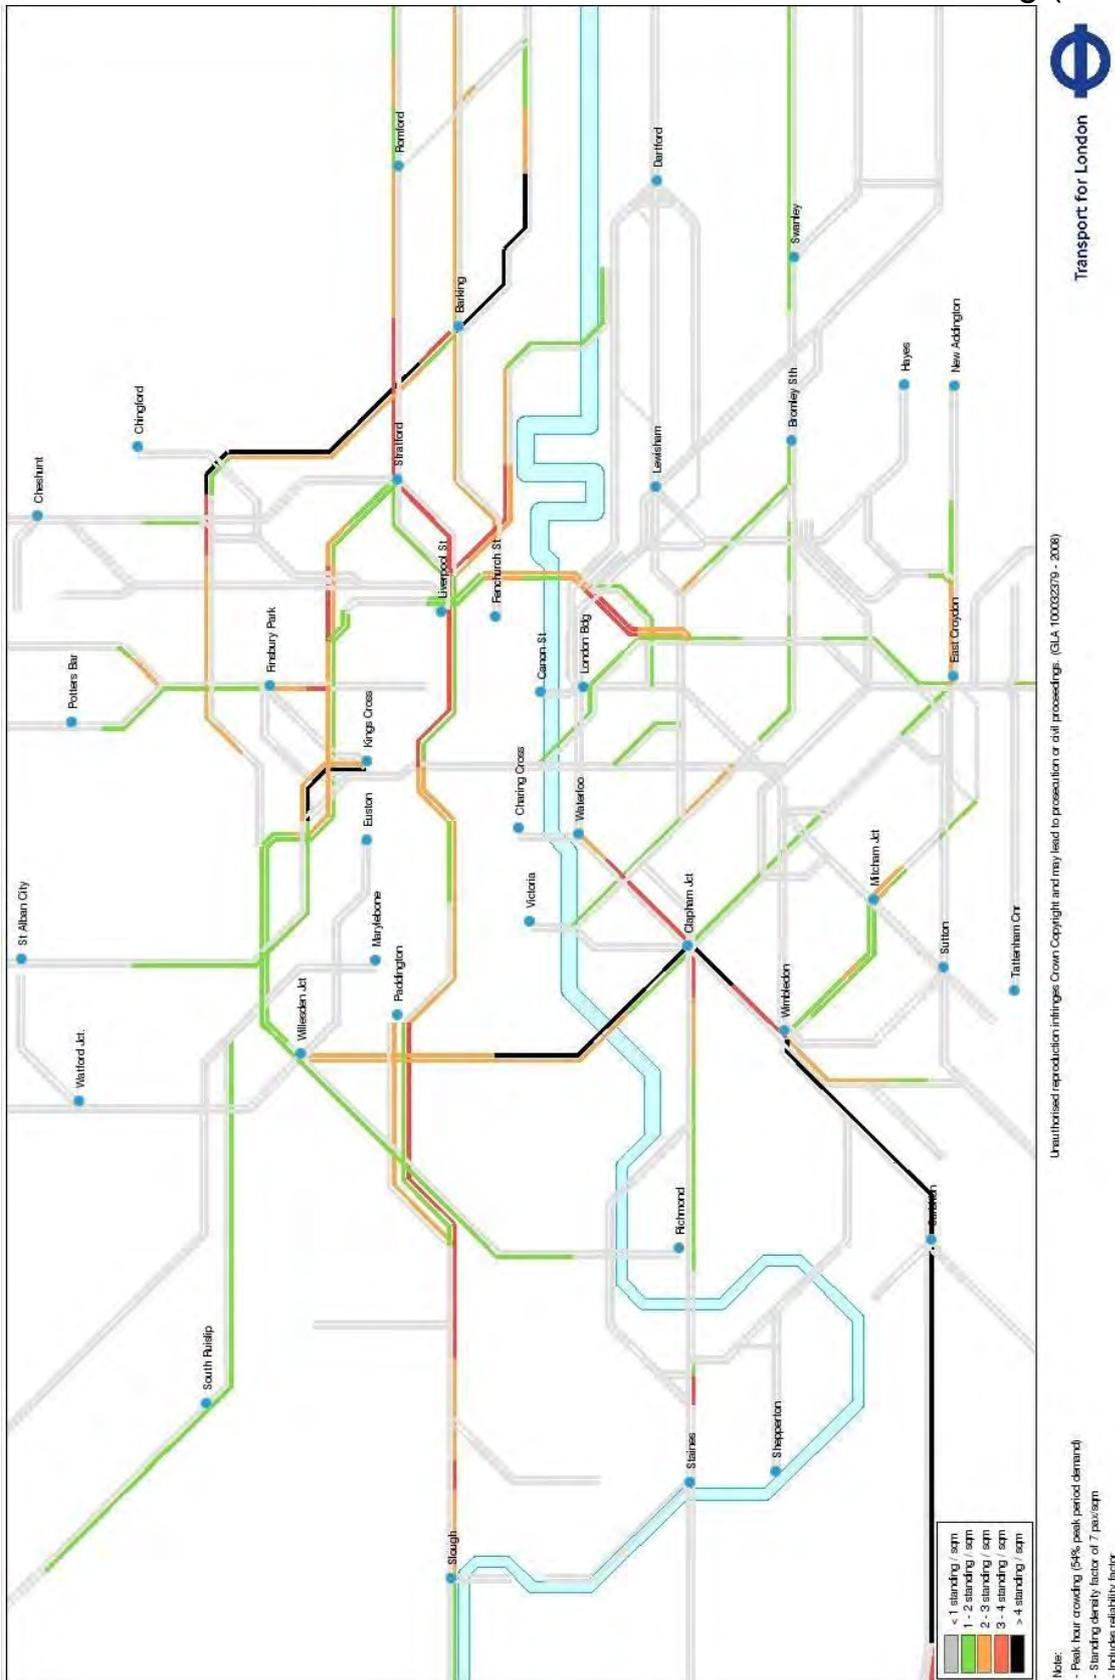 Transport for London
St Alban City
Potters Bar
Cheshunt
Watford Jct.
Chingford
South Ruislip
Finsbury Park
Willesden Jct
Euston
Kings Cross
Marylebone
Paddington
Stratford
Romford
Liverpool St
Barking
Slough
Fenchurch St
Charing Cross
Victoria
Canon St
Waterloo
London Bdg
Richmond
Clapham Jct
Lewisham
Dartford
Staines
Shepperton
Wimbledon
Bromley Sth
Swanley
Mitcham Jct
Hayes
Sutton
East Croydon
New Addington
Tattenham Cnr
< 1 standing / sqm
1 - 2 standing / sqm
2 - 3 standing / sqm
3 - 4 standing / sqm
> 4 standing / sqm
Unauthorised reproduction infringes Crown Copyright and may lead to prosecution or civil proceedings. (GLA 100032379 - 2008)
Note:
- Peak hour crowding (54% peak period demand)
- Standing density factor of 7 pax/sqm
- Includes reliability factor